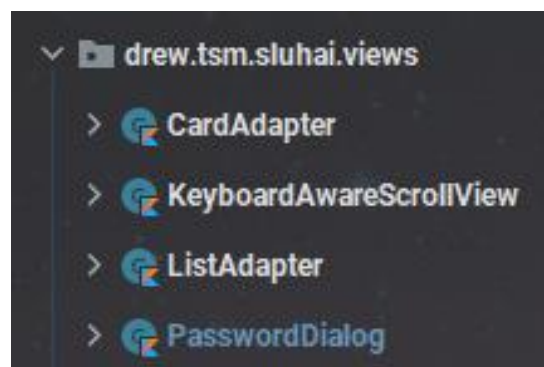 drew.tsm.sluhai.views
CardAdapter
KeyboardAwareScrollView
ListAdapter
PasswordDialog